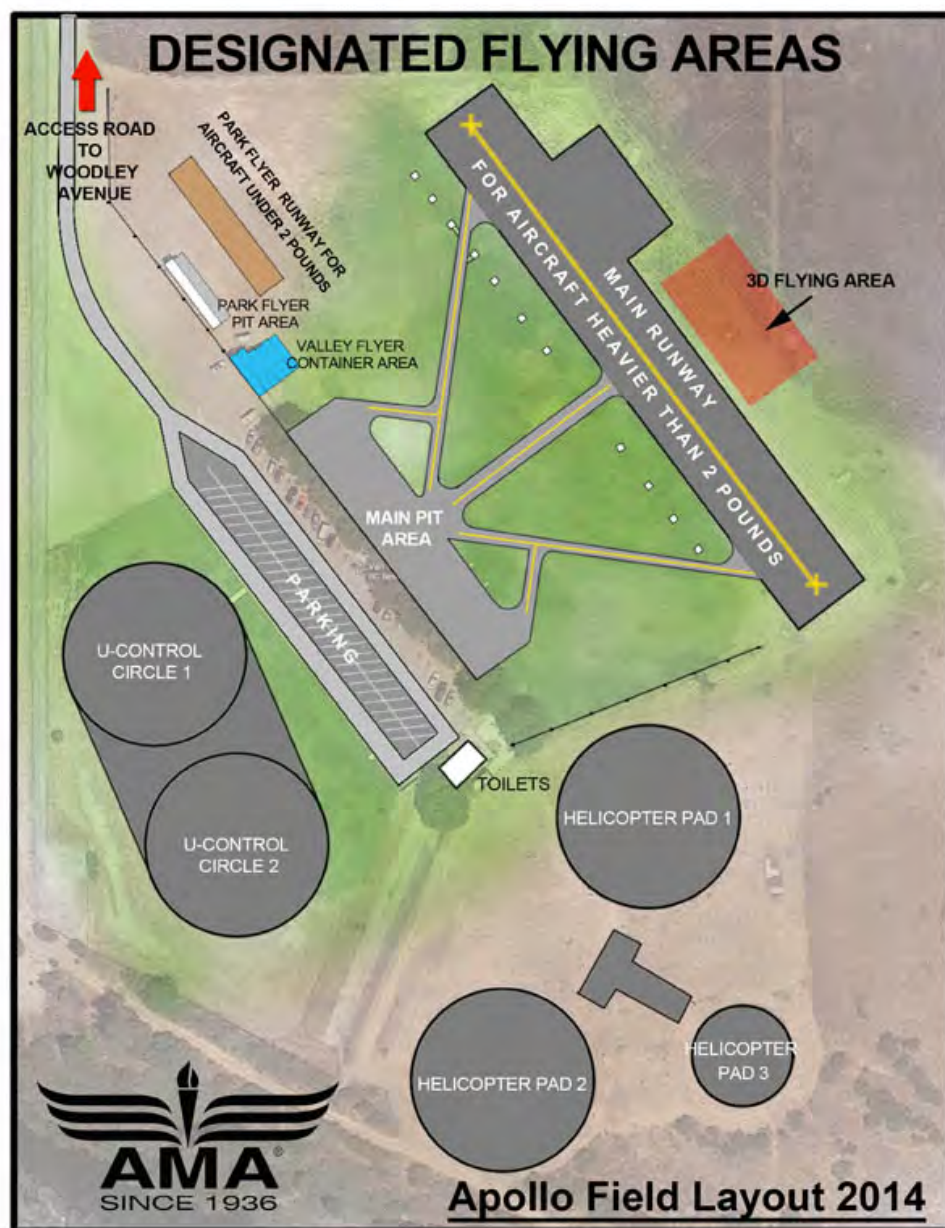 DESIGNATED FLYING AREAS
ACCESS ROAD
TO
WOODLEY
AVENUE
PARK FLYER RUNWAY FOR
AIRCRAFT UNDER 2 POUNDS
PARK FLYER
PIT AREA
VALLEY FLYER
CONTAINER AREA
MAIN RUNWAY
FOR AIRCRAFT HEAVIER THAN 2 POUNDS
3D FLYING AREA
MAIN PIT
AREA
PARKING
U-CONTROL
CIRCLE 1
U-CONTROL
CIRCLE 2
TOILETS
HELICOPTER PAD 1
HELICOPTER PAD 2
HELICOPTER
PAD 3
AMA®
SINCE 1936
Apollo Field Layout 2014